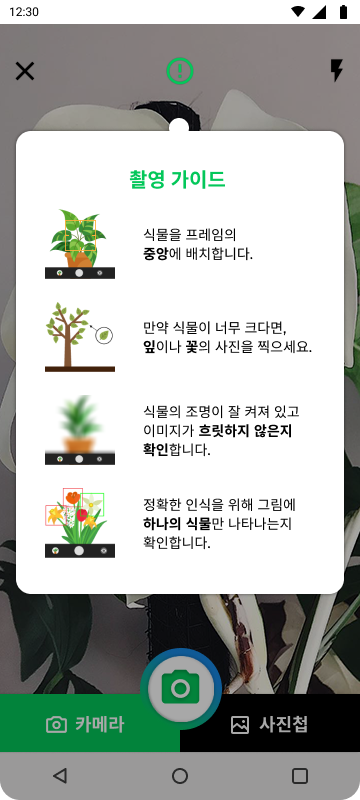 12:30
촬영 가이드
식물을 프레임의
중앙에 배치합니다.
만약 식물이 너무 크다면,
잎이나 꽃의 사진을 찍으세요.
식물의 조명이 잘 켜져 있고
이미지가 흐릿하지 않은지
확인합니다.
정확한 인식을 위해 그림에
하나의 식물만 나타나는지
확인합니다.
카메라
사진첩